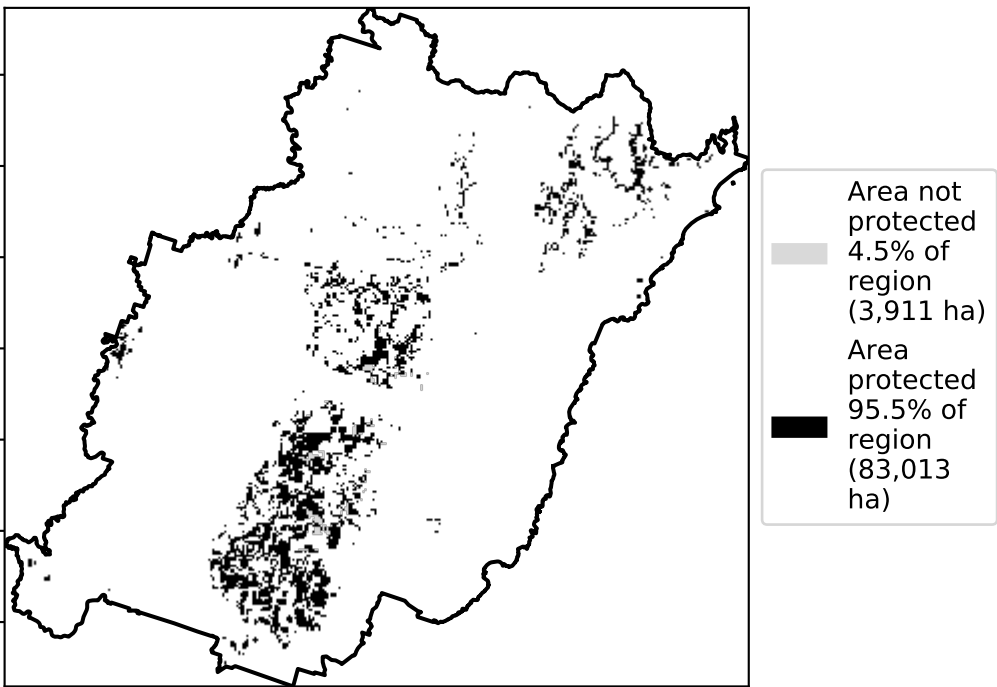 Area not
protected
4.5% of
region
(3,911 ha)
Area
protected
95.5% of
region
(83,013
ha)